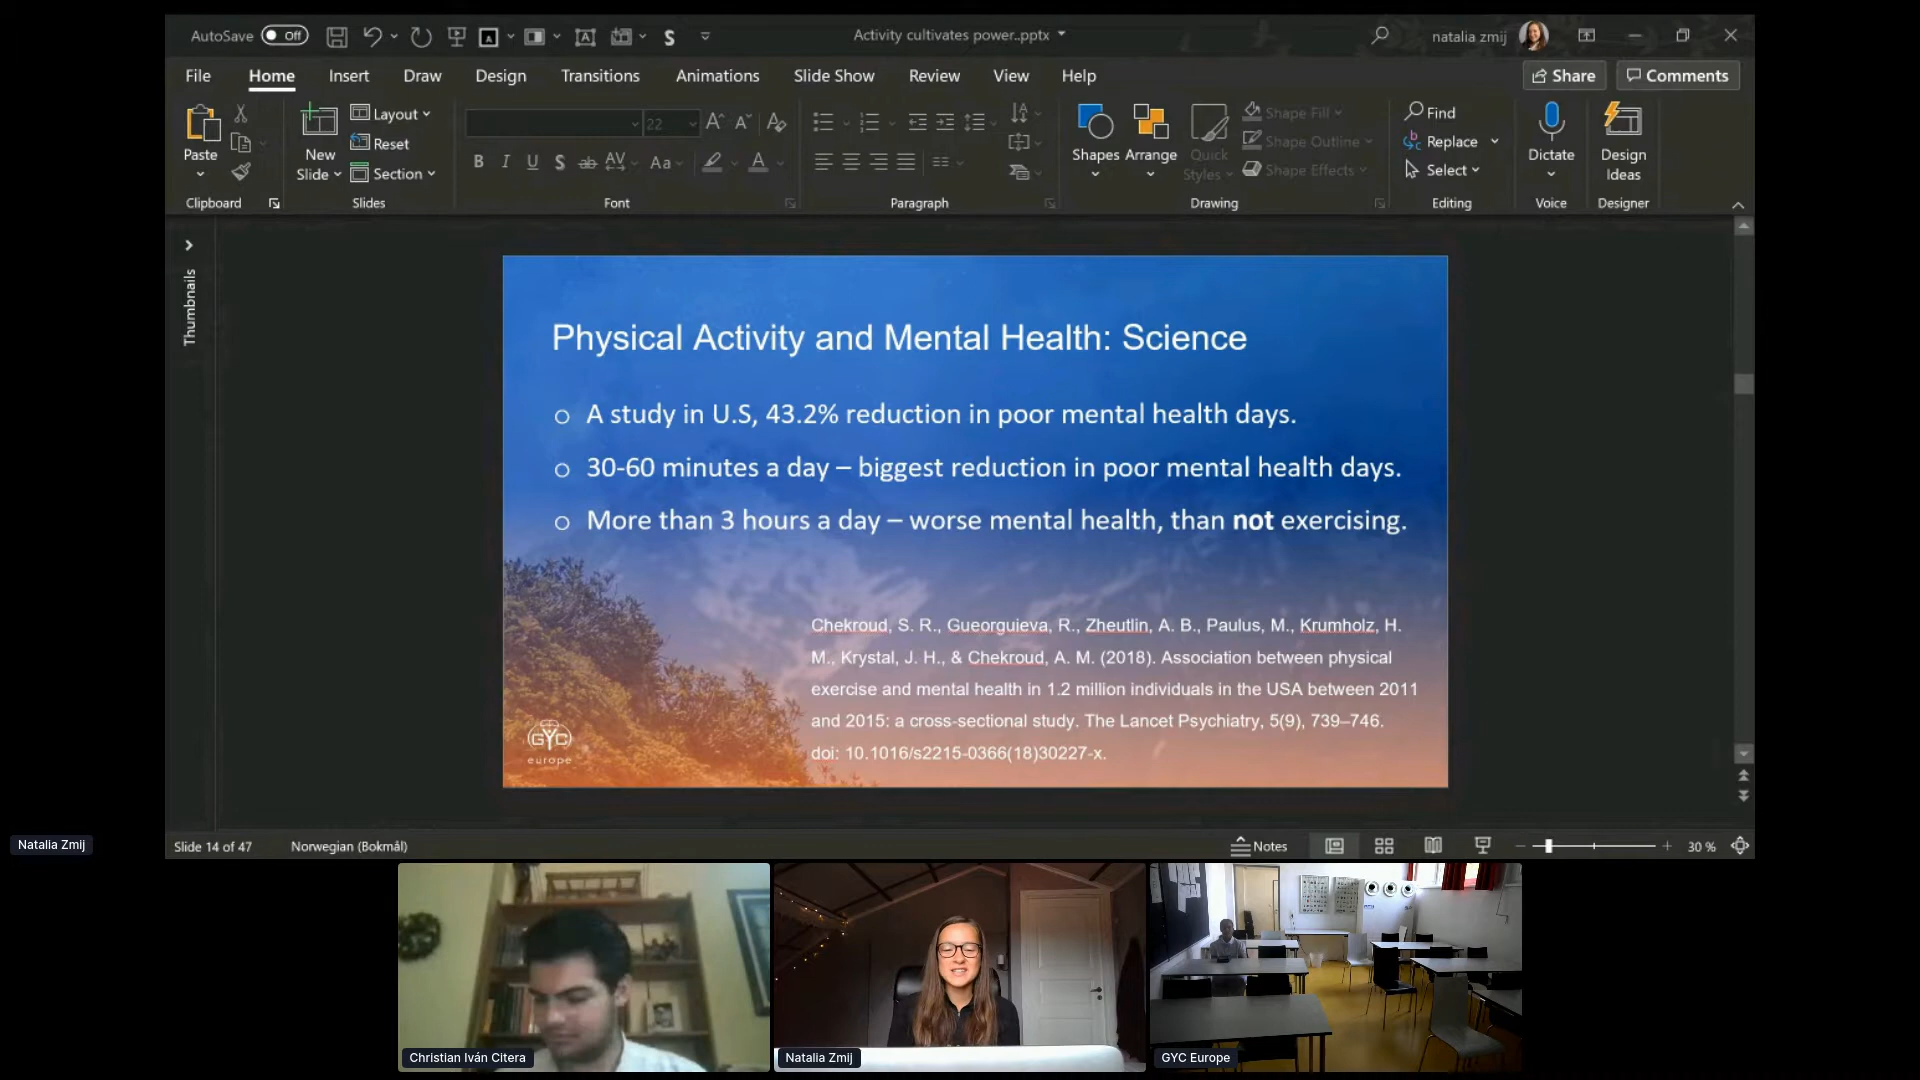 AutoSave Off
Activity cultivates power..pptx
natalia zmij
File Home Insert Draw Design Transitions Animations Slide Show Review View Help
Share Comments
Paste
New
Slide
Layout
Reset
Section
22
B I U S ab AV Aa A
Shapes Arrange Quick
Styles
Shape Fill
Shape Outline
Shape Effects
Find
Replace
Select
Dictate
Design
Ideas
Clipboard Slides Font Paragraph Drawing Editing Voice Designer
Thumbnails
Physical Activity and Mental Health: Science
A study in U.S, 43.2% reduction in poor mental health days.
30-60 minutes a day – biggest reduction in poor mental health days.
More than 3 hours a day – worse mental health, than not exercising.
Chekroud, S. R., Gueorguieva, R., Zheutlin, A. B., Paulus, M., Krumholz, H.
M., Krystal, J. H., & Chekroud, A. M. (2018). Association between physical
exercise and mental health in 1.2 million individuals in the USA between 2011
and 2015: a cross-sectional study. The Lancet Psychiatry, 5(9), 739–746.
doi: 10.1016/s2215-0366(18)30227-x.
GYC
europe
Natalia Zmij
Slide 14 of 47 Norwegian (Bokmål) Notes 30 %
Christian Iván Citera
Natalia Zmij
GYC Europe